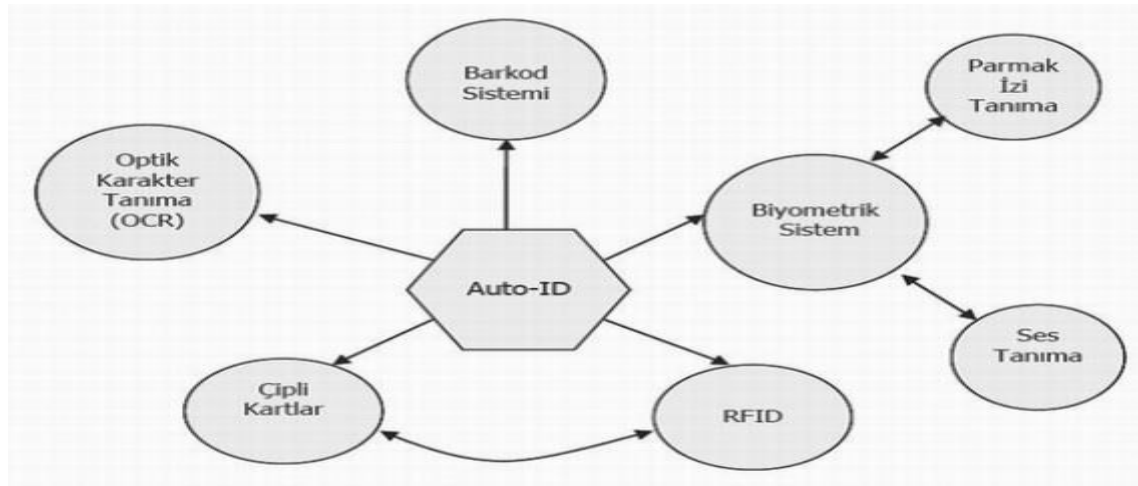 Barkod
Sistemi
Parmak
İzi
Tanıma
Optik
Karakter
Tanıma
(OCR)
Biyometrik
Sistem
Auto-ID
Ses
Tanıma
Çipli
Kartlar
RFID